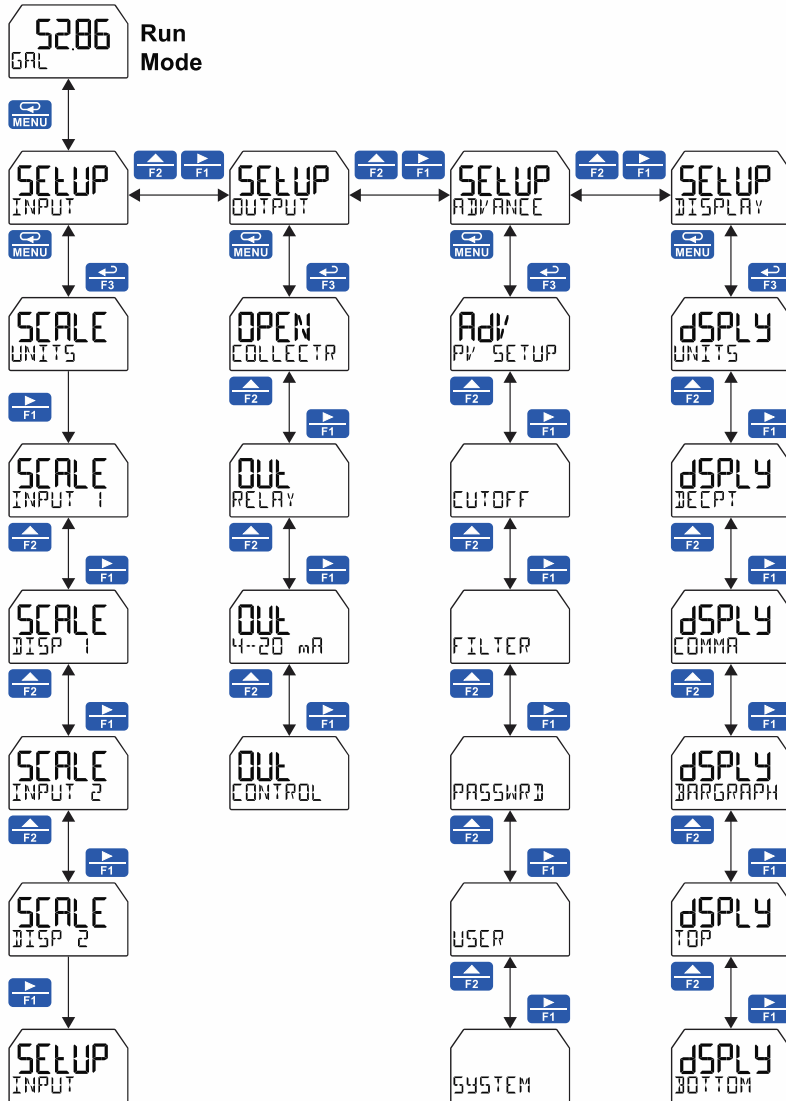 52.86
GAL
Run
Mode
MENU
SEtUP
INPUT
MENU
F3
SCALE
UNITS
F1
SCALE
INPUT 1
F2
F1
SCALE
DISP 1
F2
F1
SCALE
INPUT 2
F2
F1
SCALE
DISP 2
F1
SEtUP
INPUT
F2 F1
SEtUP
OUTPUT
MENU
F3
OPEN
COLLECTR
F2
F1
OUt
RELAY
F2
F1
OUt
4-20 mA
F2
F1
OUt
CONTROL
F2 F1
SEtUP
ADVANCE
MENU
F3
AdV
PV SETUP
F2
F1
CUTOFF
F2
F1
FILTER
F2
F1
PASSWRD
F2
F1
USER
F2
F1
SYSTEM
F2 F1
SEtUP
DISPLAY
MENU
F3
dSPLY
UNITS
F2
F1
dSPLY
DECPT
F2
F1
dSPLY
COMMA
F2
F1
dSPLY
BARGRAPH
F2
F1
dSPLY
TOP
F2
F1
dSPLY
BOTTOM